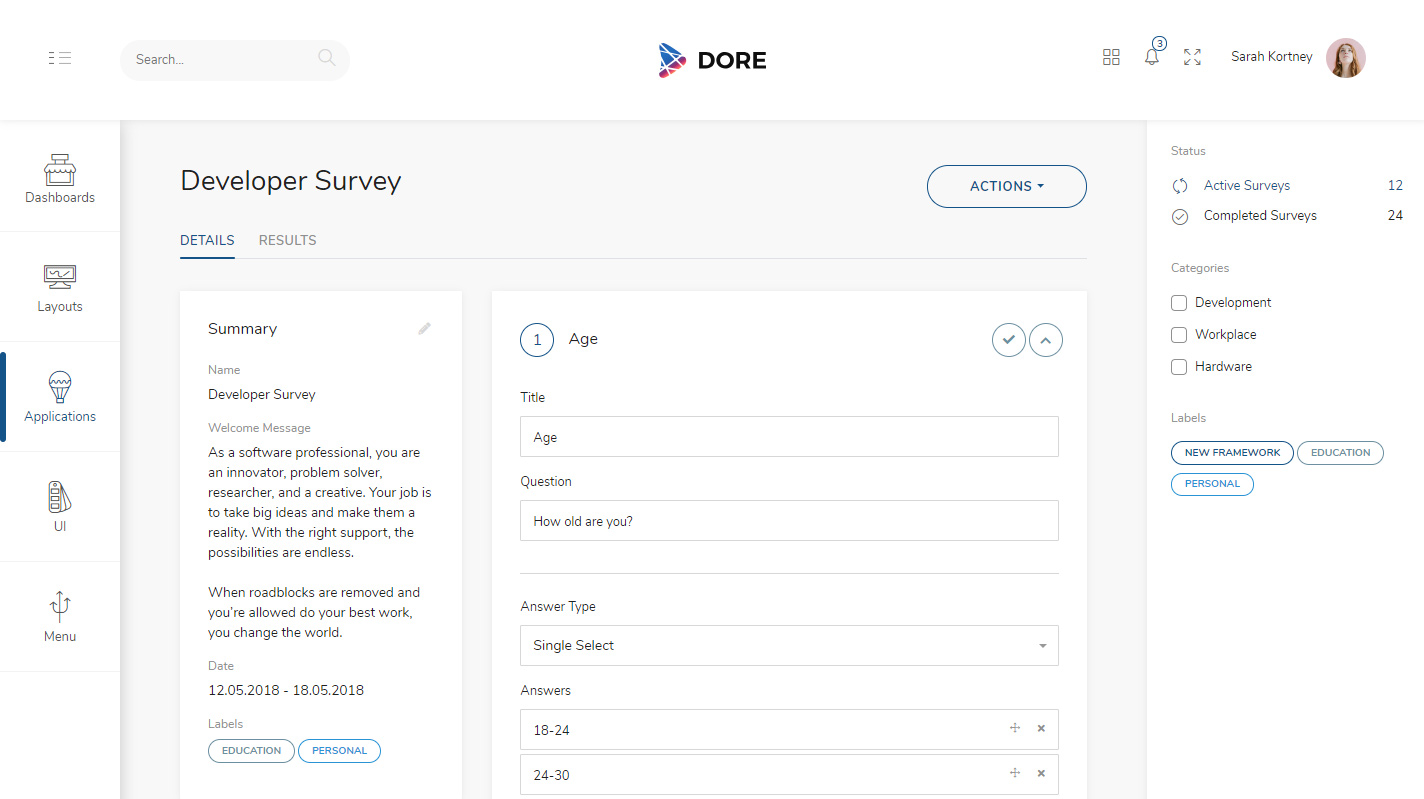 Search...
DORE
3
Sarah Kortney
Dashboards
Layouts
Applications
UI
Menu
Developer Survey
ACTIONS
DETAILS
RESULTS
Summary
Name
Developer Survey
Welcome Message
As a software professional, you are
an innovator, problem solver,
researcher, and a creative. Your job is
to take big ideas and make them a
reality. With the right support, the
possibilities are endless.
When roadblocks are removed and
you're allowed do your best work,
you change the world.
Date
12.05.2018 - 18.05.2018
Labels
EDUCATION
PERSONAL
1
Age
Title
Age
Question
How old are you?
Answer Type
Single Select
Answers
18-24
24-30
Status
Active Surveys 12
Completed Surveys 24
Categories
Development
Workplace
Hardware
Labels
NEW FRAMEWORK
EDUCATION
PERSONAL